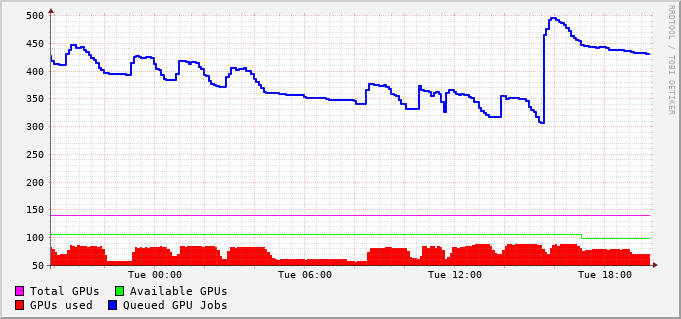 500
450
400
350
300
250
200
150
100
50
Tue 00:00 Tue 06:00 Tue 12:00 Tue 18:00
Total GPUs Available GPUs
GPUs used Queued GPU Jobs
RRDTOOL / TOBI OETIKER